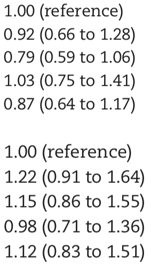 1.00 (reference)
0.92 (0.66 to 1.28)
0.79 (0.59 to 1.06)
1.03 (0.75 to 1.41)
0.87 (0.64 to 1.17)

1.00 (reference)
1.22 (0.91 to 1.64)
1.15 (0.86 to 1.55)
0.98 (0.71 to 1.36)
1.12 (0.83 to 1.51)